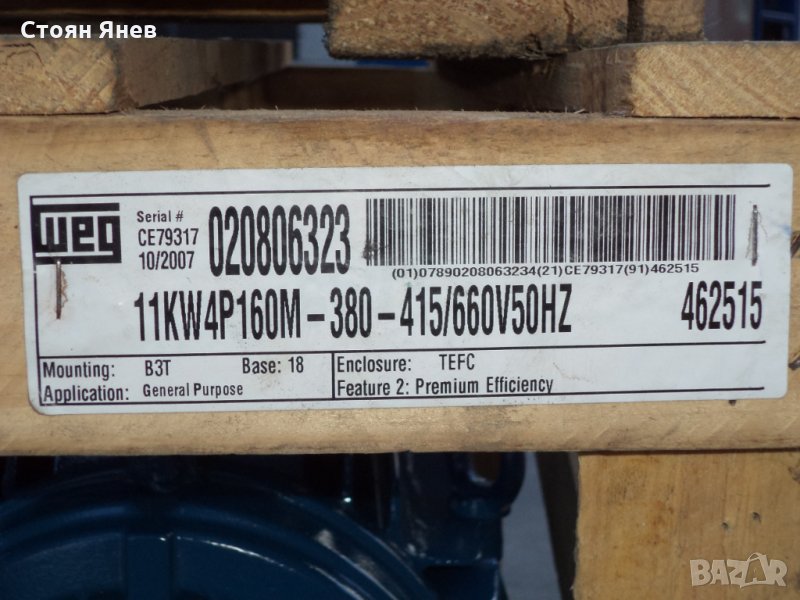 Стоян Янев
weg
Serial #
CE79317
10/2007
020806323
(01)07890208063234(21)CE79317(91)462515
11KW4P160M-380-415/660V50HZ 462515
Mounting: B3T Base: 18
Application: General Purpose
Enclosure: TEFC
Feature 2: Premium Efficiency
BAZAR